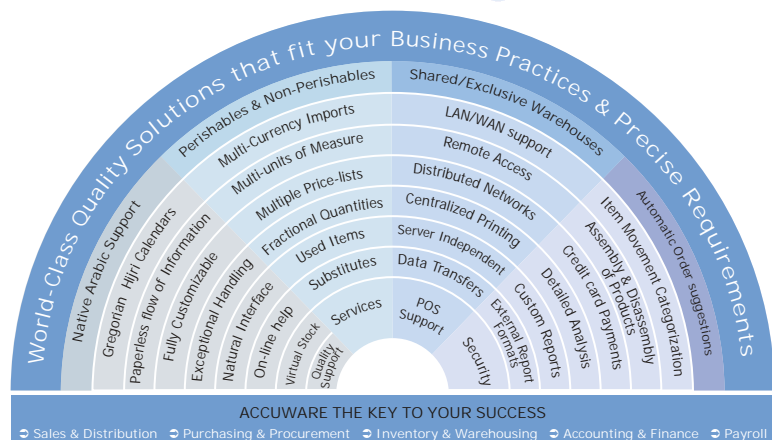 World-Class Quality Solutions that fit your Business Practices & Precise Requirements
Native Arabic Support
Gregorian Hijri Calendars
Paperless flow of Information
Fully Customizable
Exceptional Handling
Natural Interface
On-line help
Virtual Stock
Quality
Support
Perishables & Non-Perishables
Multi-Currency Imports
Multi-units of Measure
Multiple Price-lists
Fractional Quantities
Used Items
Substitutes
Services
Shared/Exclusive Warehouses
LAN/WAN support
Remote Access
Distributed Networks
Centralized Printing
Server Independent
Data Transfers
POS
Support
Automatic Order suggestions
Item Movement Categorization
Assembly & Disassembly
of Products
Credit card Payments
Detailed Analysis
Custom Reports
External Report
Formats
Security
ACCUWARE THE KEY TO YOUR SUCCESS
➲ Sales & Distribution ➲ Purchasing & Procurement ➲ Inventory & Warehousing ➲ Accounting & Finance ➲ Payroll